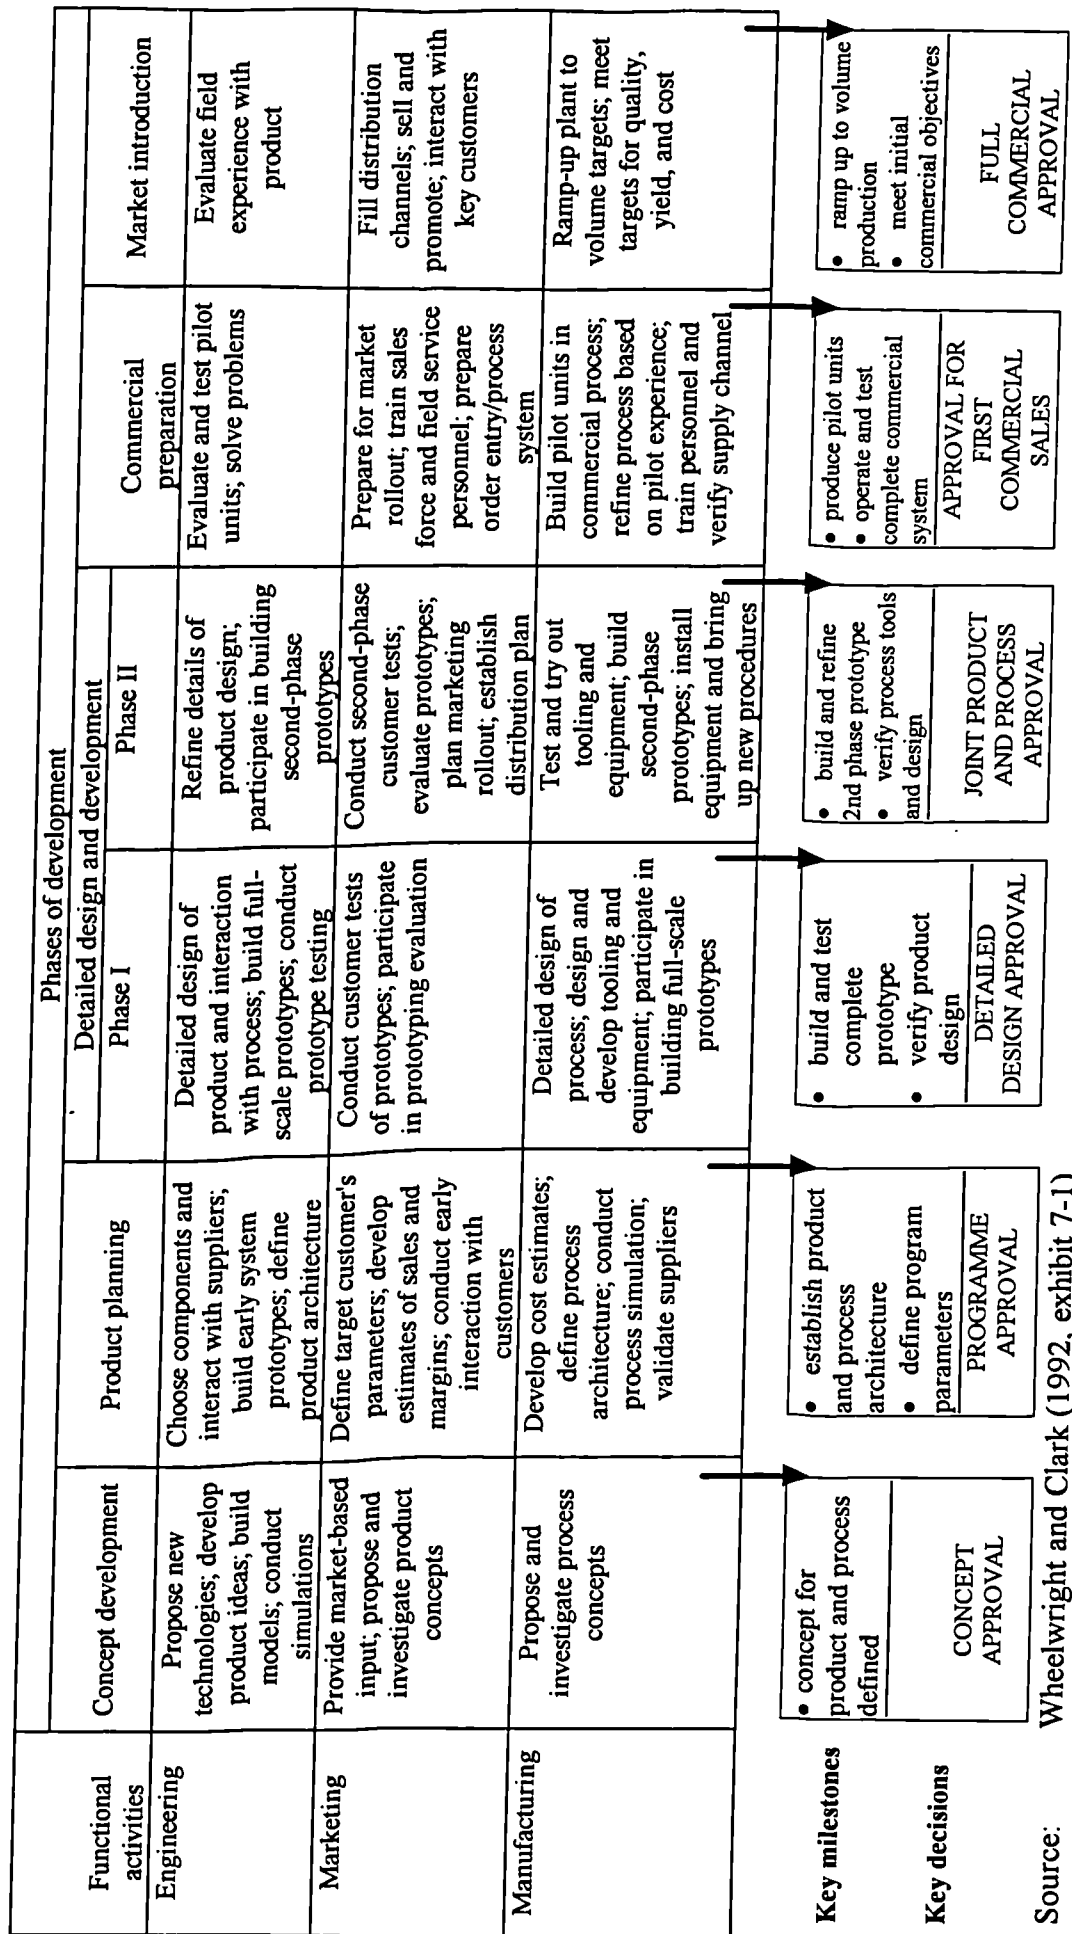 Phases of development
Detailed design and development
Functional
activities
Concept development
Product planning
Phase I
Phase II
Commercial
preparation
Market introduction
Engineering
Propose new
technologies; develop
product ideas; build
models; conduct
simulations
Choose components and
interact with suppliers;
build early system
prototypes; define
product architecture
Detailed design of
product and interaction
with process; build full-
scale prototypes; conduct
prototype testing
Refine details of
product design;
participate in building
second-phase
prototypes
Evaluate and test pilot
units; solve problems
Evaluate field
experience with
product
Marketing
Provide market-based
input; propose and
investigate product
concepts
Define target customer's
parameters; develop
estimates of sales and
margins; conduct early
interaction with
customers
Conduct customer tests
of prototypes; participate
in prototyping evaluation
Conduct second-phase
customer tests;
evaluate prototypes;
plan marketing
rollout; establish
distribution plan
Prepare for market
rollout; train sales
force and field service
personnel; prepare
order entry/process
system
Fill distribution
channels; sell and
promote; interact with
key customers
Manufacturing
Propose and
investigate process
concepts
Develop cost estimates;
define process
architecture; conduct
process simulation;
validate suppliers
Detailed design of
process; design and
develop tooling and
equipment; participate in
building full-scale
prototypes
Test and try out
tooling and
equipment; build
second-phase
prototypes; install
equipment and bring
up new procedures
Build pilot units in
commercial process;
refine process based
on pilot experience;
train personnel and
verify supply channel
Ramp-up plant to
volume targets; meet
targets for quality,
yield, and cost
Key milestones
• concept for
product and process
defined
• establish product
and process
architecture
• define program
parameters
• build and test
complete
prototype
• verify product
design
• build and refine
2nd phase prototype
• verify process tools
and design
• produce pilot units
• operate and test
complete commercial
system
• ramp up to volume
production
• meet initial
commercial objectives
Key decisions
CONCEPT
APPROVAL
PROGRAMME
APPROVAL
DETAILED
DESIGN APPROVAL
JOINT PRODUCT
AND PROCESS
APPROVAL
APPROVAL FOR
FIRST
COMMERCIAL
SALES
FULL
COMMERCIAL
APPROVAL
Source: Wheelwright and Clark (1992, exhibit 7-1)